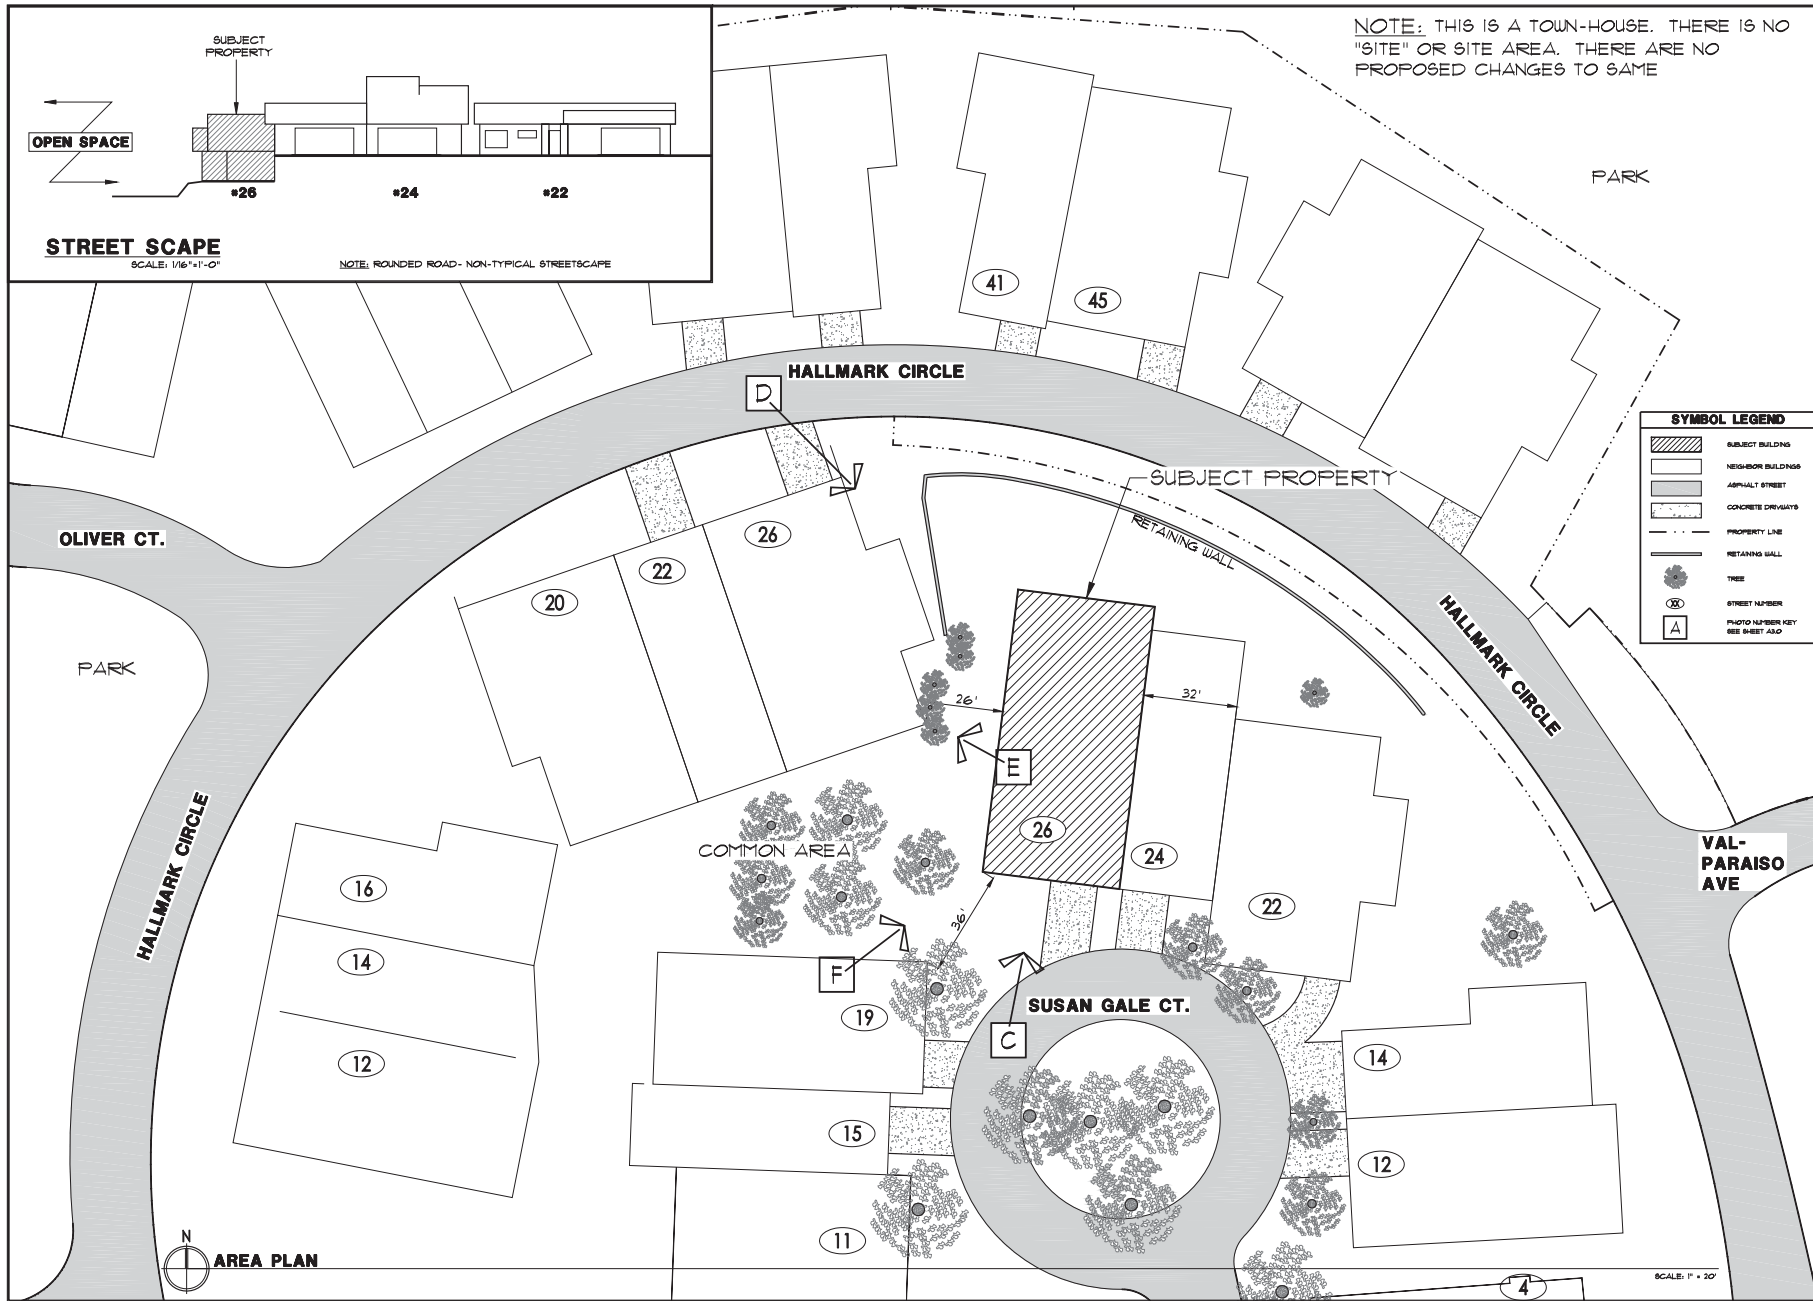 SUBJECT
PROPERTY
OPEN SPACE
#26
#24
#22
STREET SCAPE
SCALE: 1/16"=1'-0"
NOTE: ROUNDED ROAD- NON-TYPICAL STREETSCAPE
NOTE: THIS IS A TOWN-HOUSE. THERE IS NO
"SITE" OR SITE AREA. THERE ARE NO
PROPOSED CHANGES TO SAME
PARK
41
45
HALLMARK CIRCLE
D
SYMBOL LEGEND
SUBJECT BUILDING
NEIGHBOR BUILDINGS
ASPHALT STREET
CONCRETE DRIVWAYS
PROPERTY LINE
RETAINING WALL
TREE
XX
STREET NUMBER
A
PHOTO NUMBER KEY
SEE SHEET A3.0
SUBJECT PROPERTY
RETAINING WALL
OLIVER CT.
26
22
20
HALLMARK CIRCLE
PARK
26'
32'
E
26
24
22
COMMON AREA
HALLMARK CIRCLE
VAL-
PARAISO
AVE
16
14
12
36'
F
19
C
SUSAN GALE CT.
14
15
12
11
N
AREA PLAN
4
SCALE: 1" = 20'